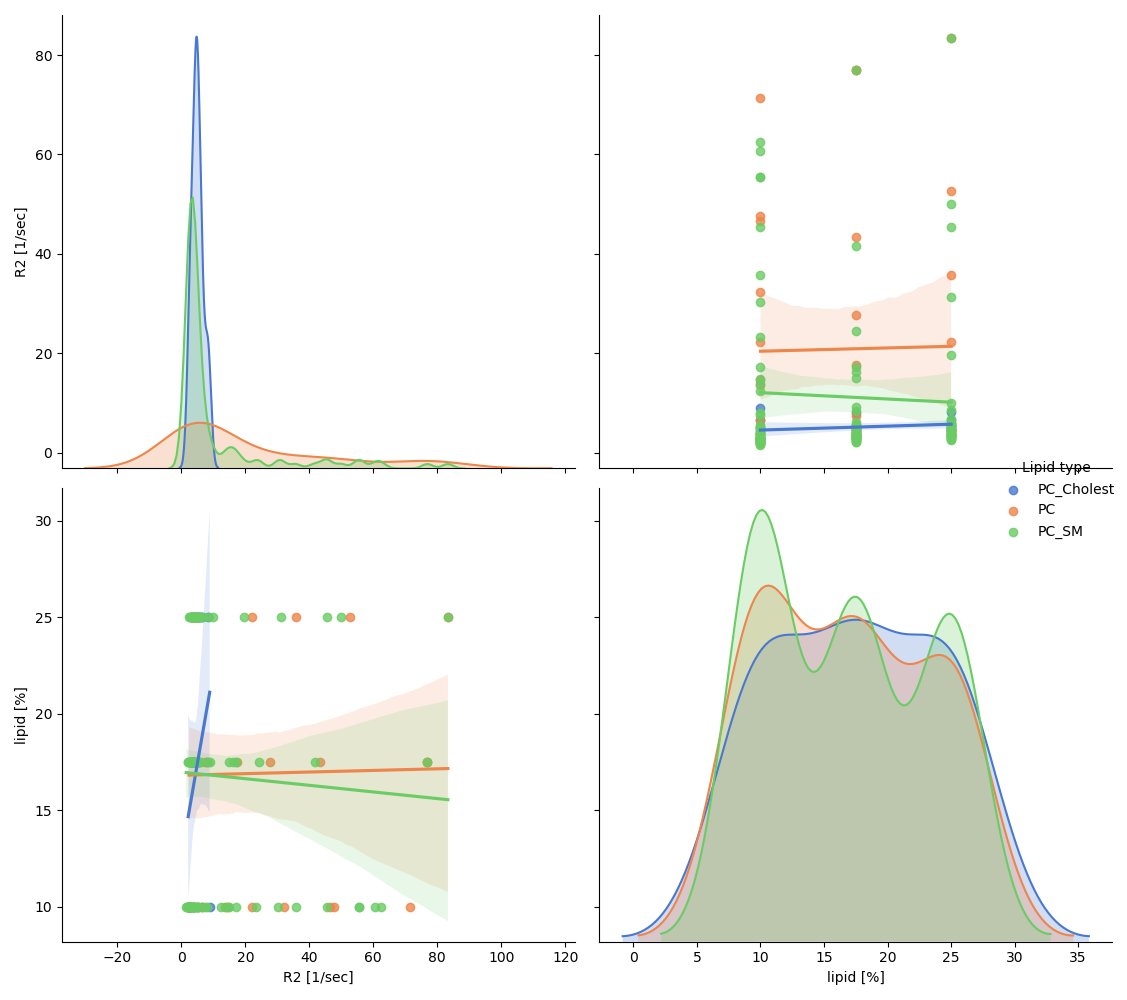 80
60
40
20
0
R2 [1/sec]
Lipid type
PC_Cholest
PC
PC_SM
30
25
20
15
10
lipid [%]
−20 0 20 40 60 80 100 120
R2 [1/sec]
0 5 10 15 20 25 30 35
lipid [%]